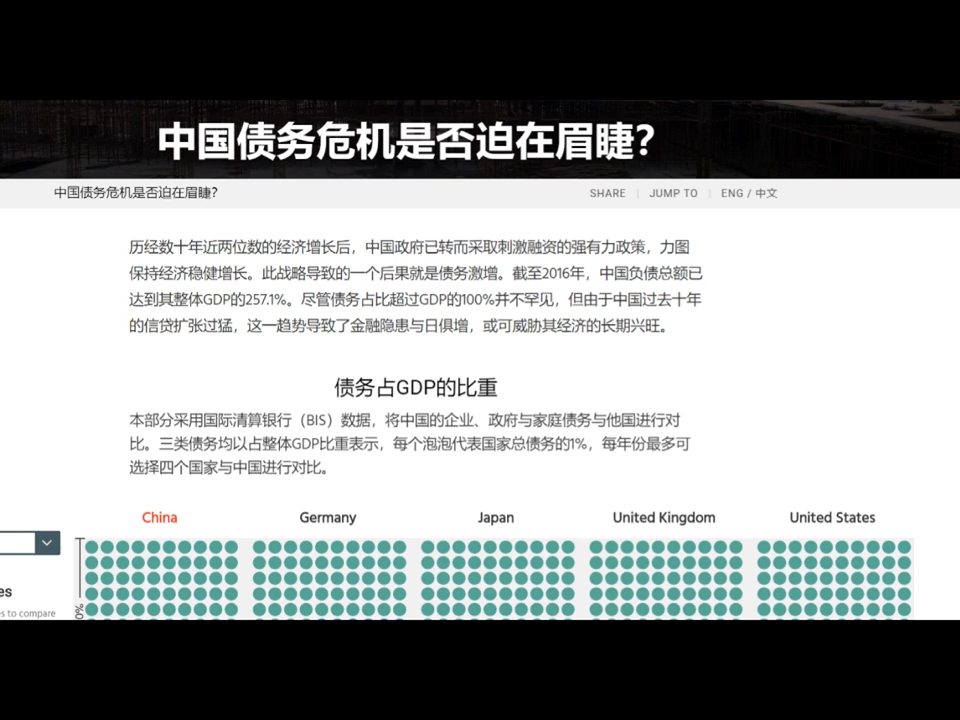 中国债务危机是否迫在眉睫?
中国债务危机是否迫在眉睫?
SHARE | JUMP TO | ENG / 中文
历经数十年近两位数的经济增长后，中国政府已转而采取刺激融资的强有力政策，力图
保持经济稳健增长。此战略导致的一个后果就是债务激增。截至2016年，中国负债总额已
达到其整体GDP的257.1%。尽管债务占比超过GDP的100%并不罕见，但由于中国过去十年
的信贷扩张过猛，这一趋势导致了金融隐患与日俱增，或可威胁其经济的长期兴旺。
债务占GDP的比重
本部分采用国际清算银行（BIS）数据，将中国的企业、政府与家庭债务与他国进行对
比。三类债务均以占整体GDP比重表示，每个泡泡代表国家总债务的1%，每年份最多可
选择四个国家与中国进行对比。
China
Germany
Japan
United Kingdom
United States
es
es to compare
0%